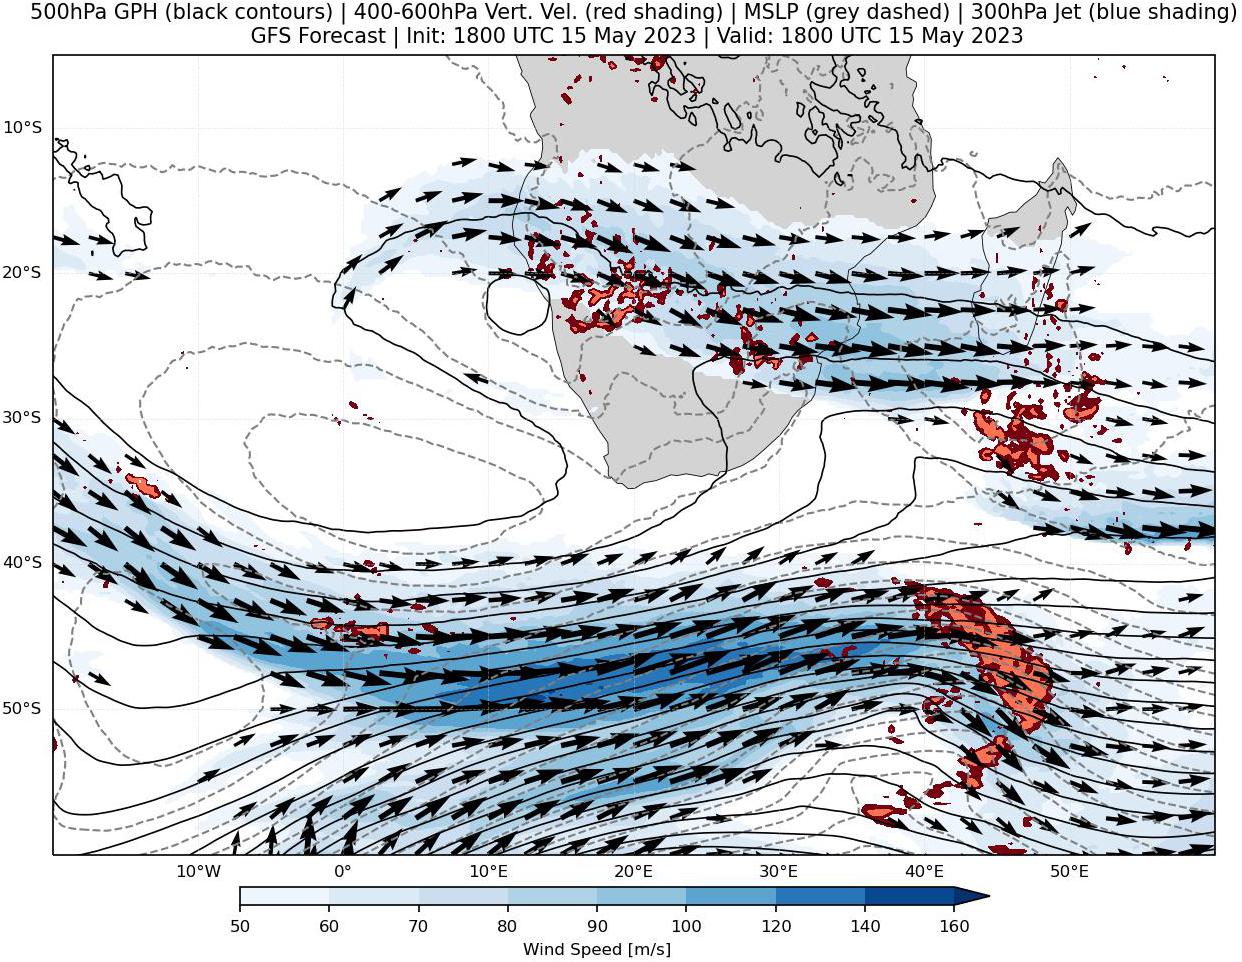 500hPa GPH (black contours) | 400-600hPa Vert. Vel. (red shading) | MSLP (grey dashed) | 300hPa Jet (blue shading)
GFS Forecast | Init: 1800 UTC 15 May 2023 | Valid: 1800 UTC 15 May 2023
10°S
20°S
30°S
40°S
50°S
10°W 0° 10°E 20°E 30°E 40°E 50°E
50 60 70 80 90 100 120 140 160
Wind Speed [m/s]